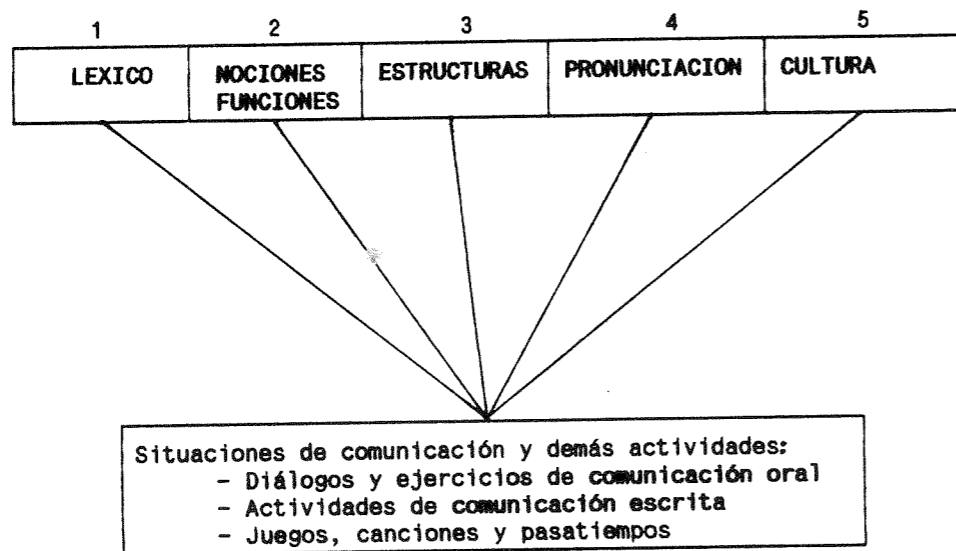 1 2 3 4 5
LEXICO NOCIONES ESTRUCTURAS PRONUNCIACION CULTURA
FUNCIONES
Situaciones de comunicación y demás actividades:
- Diálogos y ejercicios de comunicación oral
- Actividades de comunicación escrita
- Juegos, canciones y pasatiempos